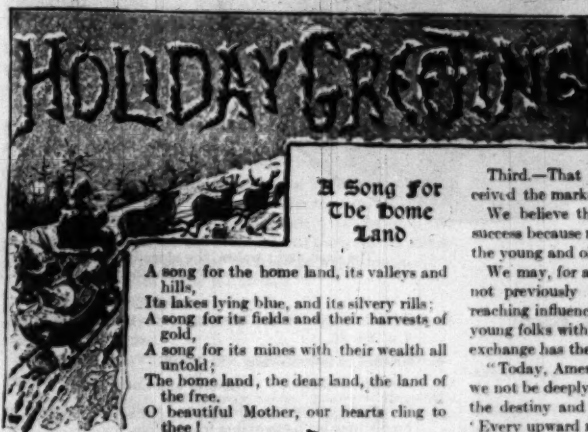 HOLIDAY GREETING
A Song For
The Home
Land
A song for the home land, its valleys and
hills,
Its lakes lying blue, and its silvery rills;
A song for its fields and their harvests of
gold,
A song for its mines with their wealth all
untold;
The home land, the dear land, the land of
the free.
O beautiful Mother, our hearts cling to
thee!
Third.—That
ceived the mark
We believe th
success because
the young and o
We may, for a
not previously
reaching influenc
young folks with
exchange has the
"Today, Amer
we not be deeply
the destiny and
'Every upward